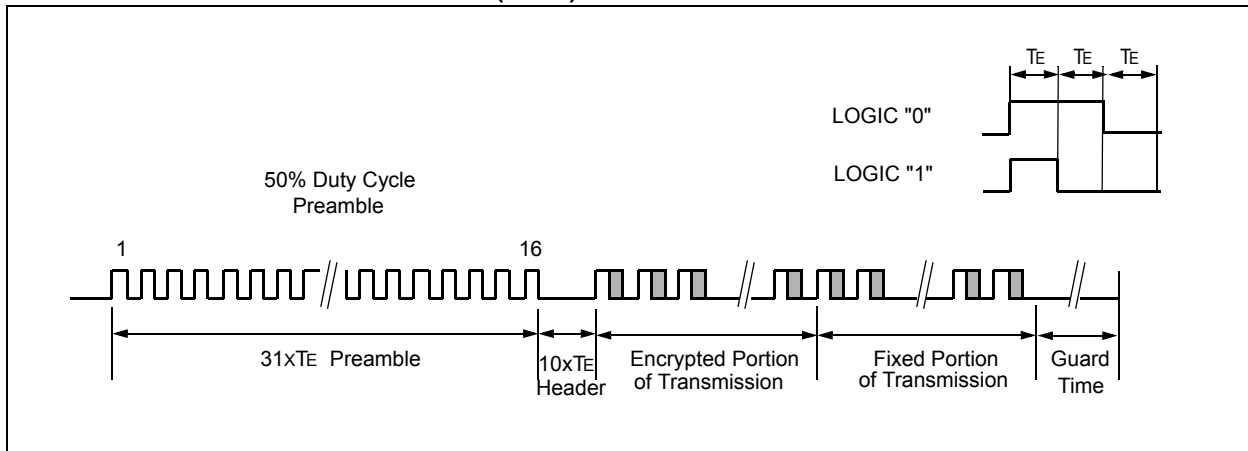 TE TE TE
LOGIC "0"
LOGIC "1"
50% Duty Cycle
Preamble
1
16
31xTE Preamble
10xTE
Header
Encrypted Portion
of Transmission
Fixed Portion
of Transmission
Guard
Time